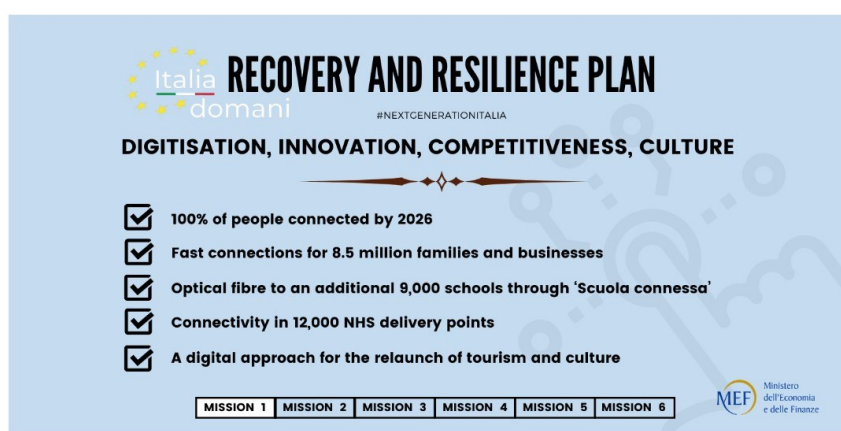 Italia
domani
RECOVERY AND RESILIENCE PLAN
#NEXTGENERATIONITALIA
DIGITISATION, INNOVATION, COMPETITIVENESS, CULTURE
100% of people connected by 2026
Fast connections for 8.5 million families and businesses
Optical fibre to an additional 9,000 schools through ‘Scuola connessa’
Connectivity in 12,000 NHS delivery points
A digital approach for the relaunch of tourism and culture
MISSION 1 MISSION 2 MISSION 3 MISSION 4 MISSION 5 MISSION 6
MEF
Ministero
dell'Economia
e delle Finanze